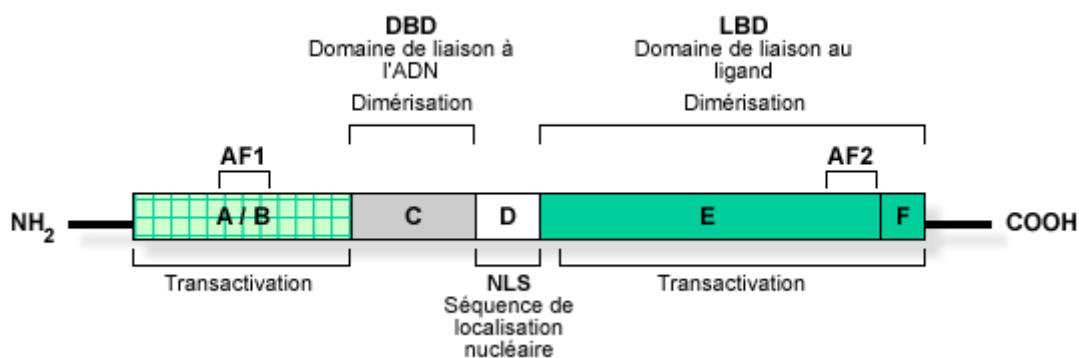 DBD
Domaine de liaison à
l'ADN
Dimérisation
LBD
Domaine de liaison au
ligand
Dimérisation
AF1
AF2
NH2
A / B
C
D
E
F
COOH
Transactivation
NLS
Séquence de
localisation
nucléaire
Transactivation